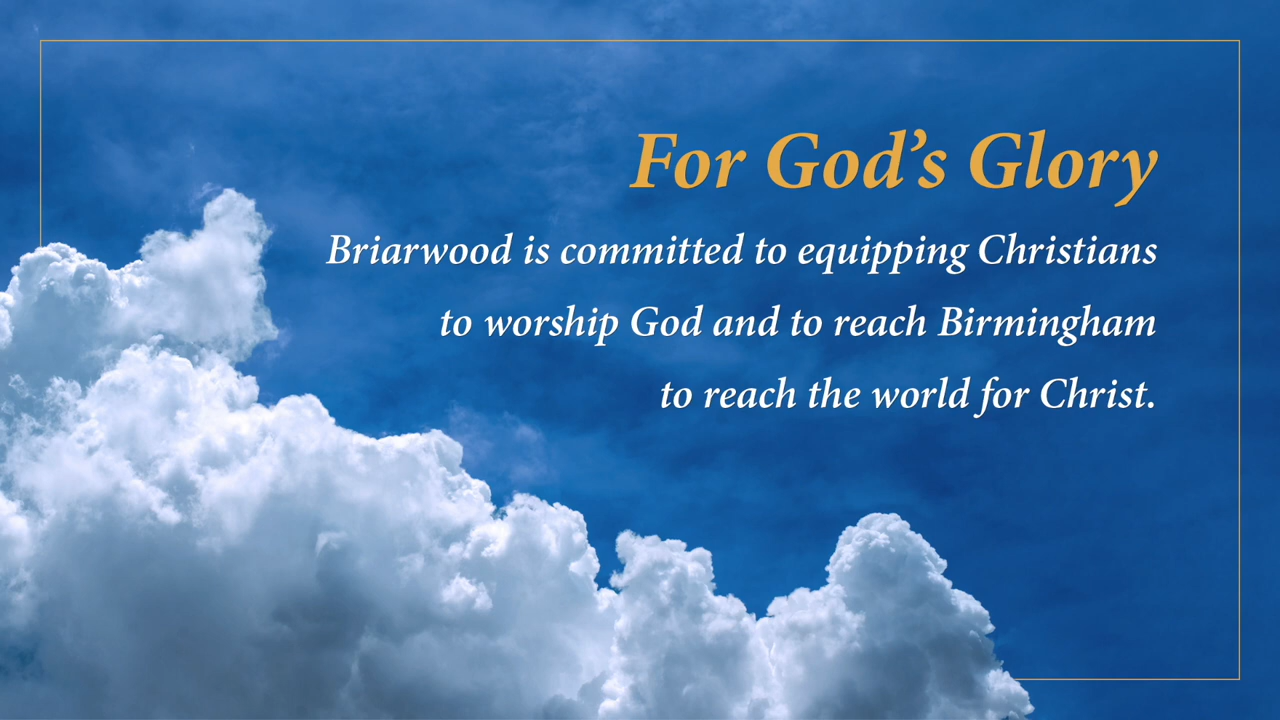 For God’s Glory
Briarwood is committed to equipping Christians
to worship God and to reach Birmingham
to reach the world for Christ.